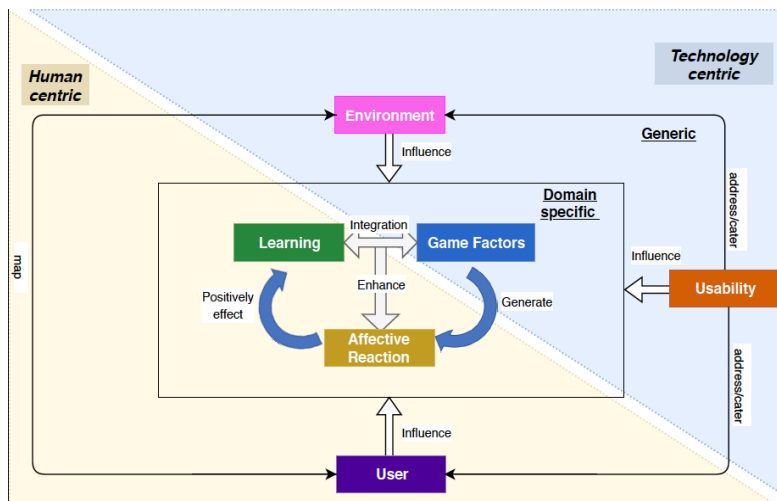 Human
centric
Technology
centric
Environment
Generic
Influence
Domain
specific
Integration
Learning
Game Factors
address/cater
Influence
map
Enhance
Usability
Positively
effect
Generate
Affective
Reaction
address/cater
Influence
User